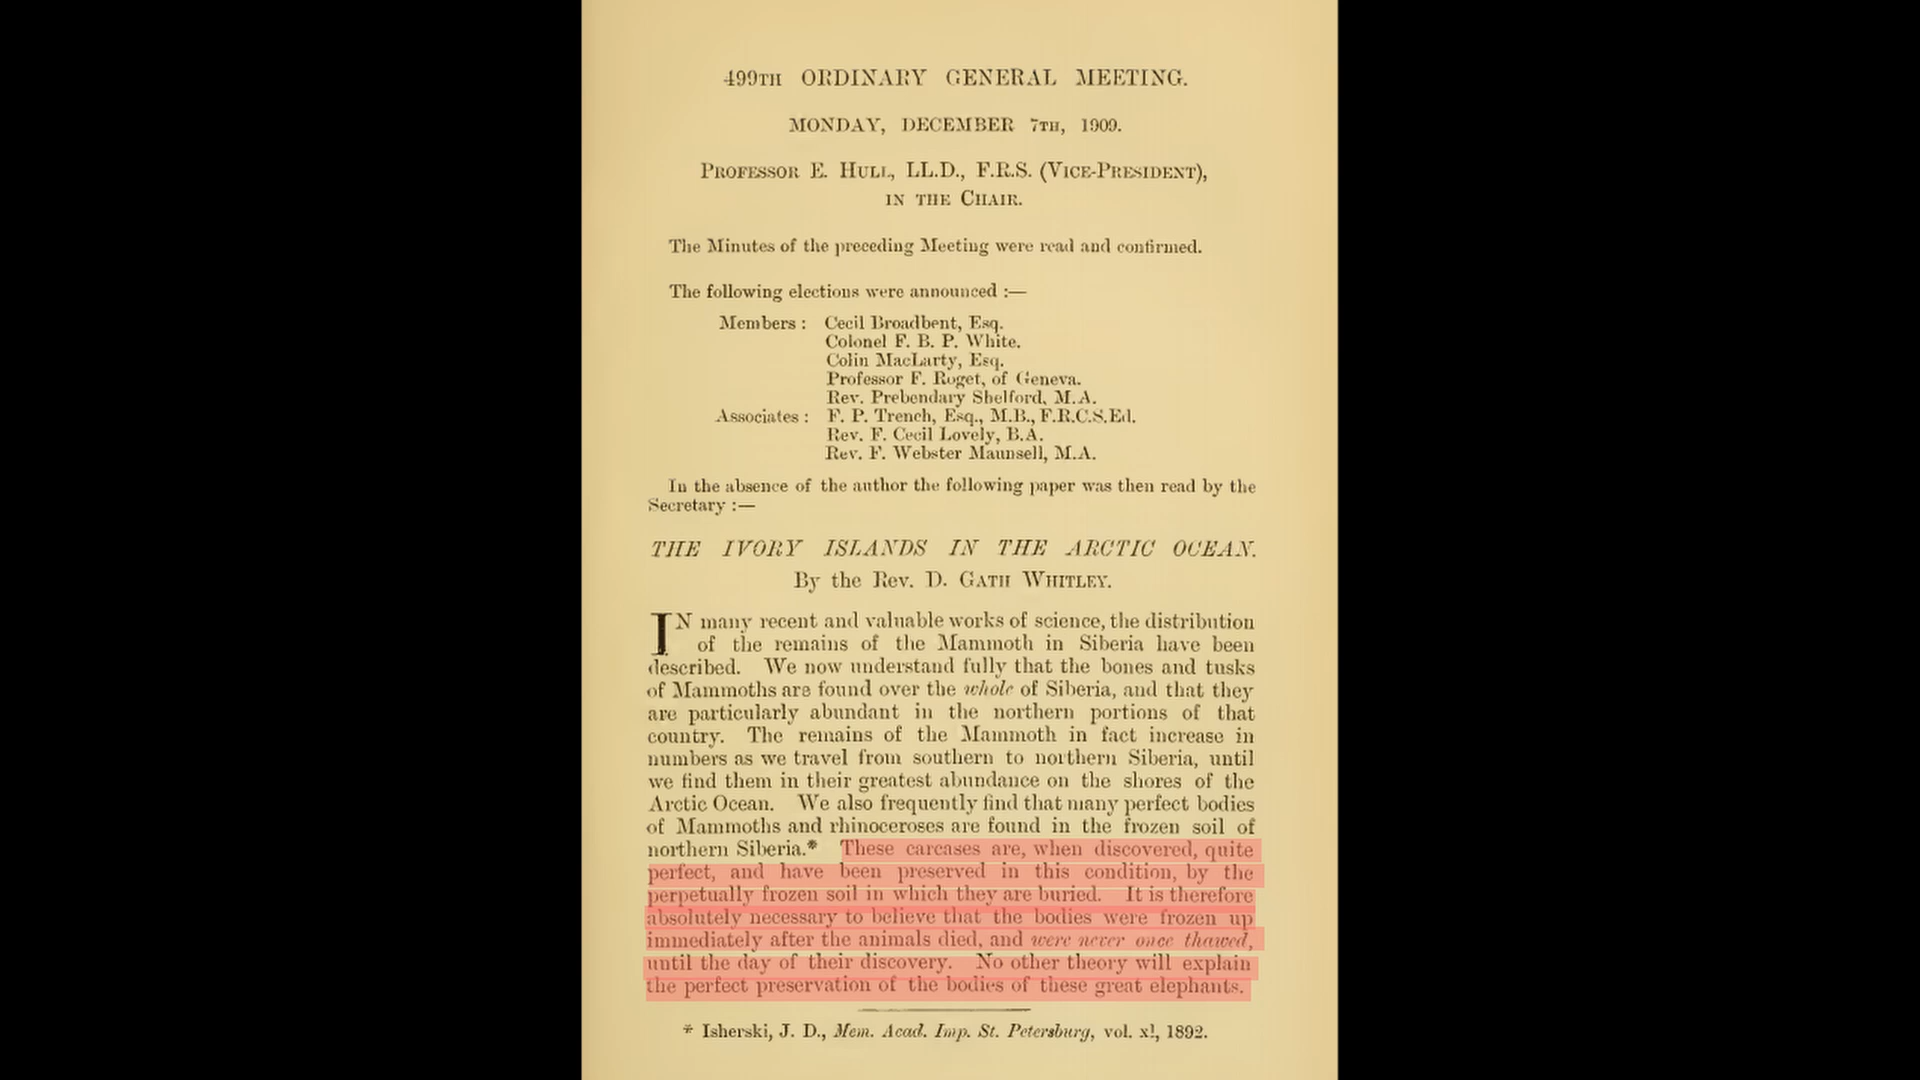 499TH ORDINARY GENERAL MEETING.
MONDAY, DECEMBER 7TH, 1909.
PROFESSOR E. HULL, LL.D., F.R.S. (VICE-PRESIDENT),
IN THE CHAIR.
The Minutes of the preceding Meeting were read and confirmed.
The following elections were announced :—
Members : Cecil Broadbent, Esq.
Colonel F. B. P. White.
Colin MacLarty, Esq.
Professor F. Roget, of Geneva.
Rev. Prebendary Shelford, M.A.
Associates : F. P. Trench, Esq., M.B., F.R.C.S.Ed.
Rev. F. Cecil Lovely, B.A.
Rev. F. Webster Maunsell, M.A.
In the absence of the author the following paper was then read by the
Secretary :—
THE IVORY ISLANDS IN THE ARCTIC OCEAN.
By the Rev. D. GATH WHITLEY.
IN many recent and valuable works of science, the distribution
of the remains of the Mammoth in Siberia have been
described. We now understand fully that the bones and tusks
of Mammoths are found over the whole of Siberia, and that they
are particularly abundant in the northern portions of that
country. The remains of the Mammoth in fact increase in
numbers as we travel from southern to northern Siberia, until
we find them in their greatest abundance on the shores of the
Arctic Ocean. We also frequently find that many perfect bodies
of Mammoths and rhinoceroses are found in the frozen soil of
northern Siberia.* These carcases are, when discovered, quite
perfect, and have been preserved in this condition, by the
perpetually frozen soil in which they are buried. It is therefore
absolutely necessary to believe that the bodies were frozen up
immediately after the animals died, and were never once thawed,
until the day of their discovery. No other theory will explain
the perfect preservation of the bodies of these great elephants.
* Isherski, J. D., Mem. Acad. Imp. St. Petersburg, vol. xl, 1892.